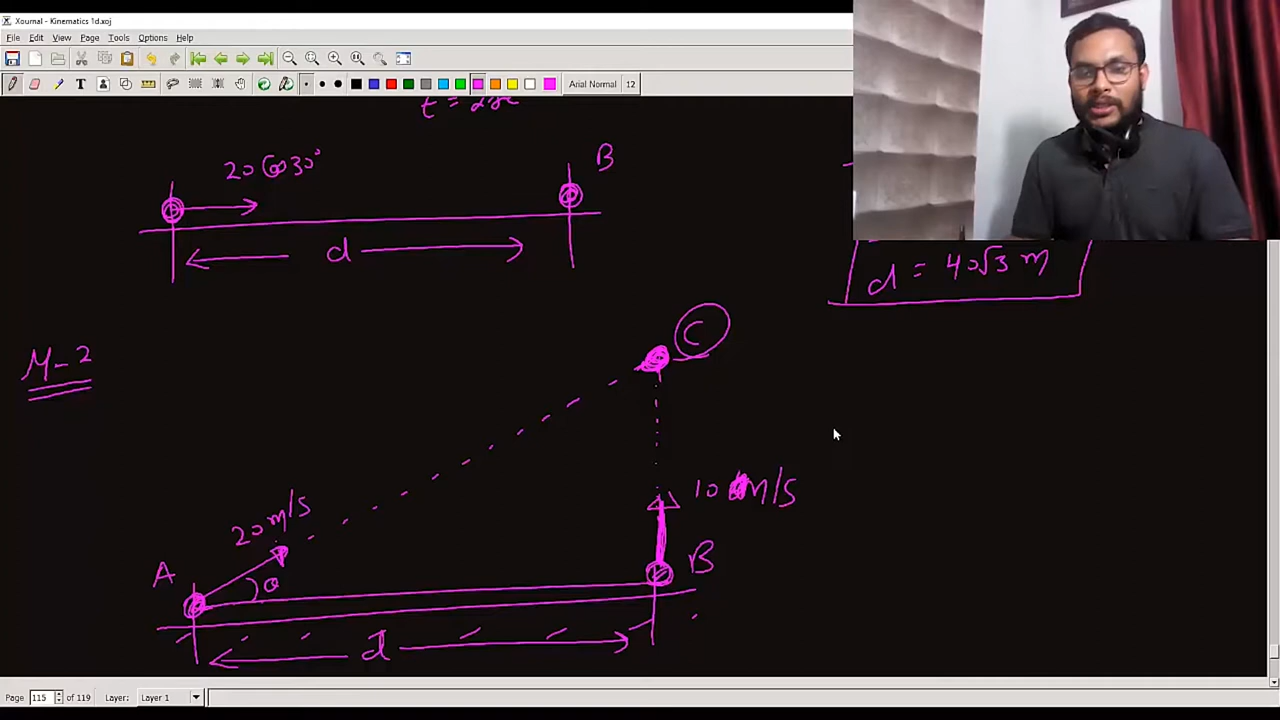 Xournal - Kinematics 1d.xoj
File Edit View Page Tools Options Help
Arial Normal 12
20 Cos 30°
B
d
d = 40√3 m
M-2
C
20 m/s
10 m/s
A
θ
B
d
Page 115 of 119 Layer: Layer 1